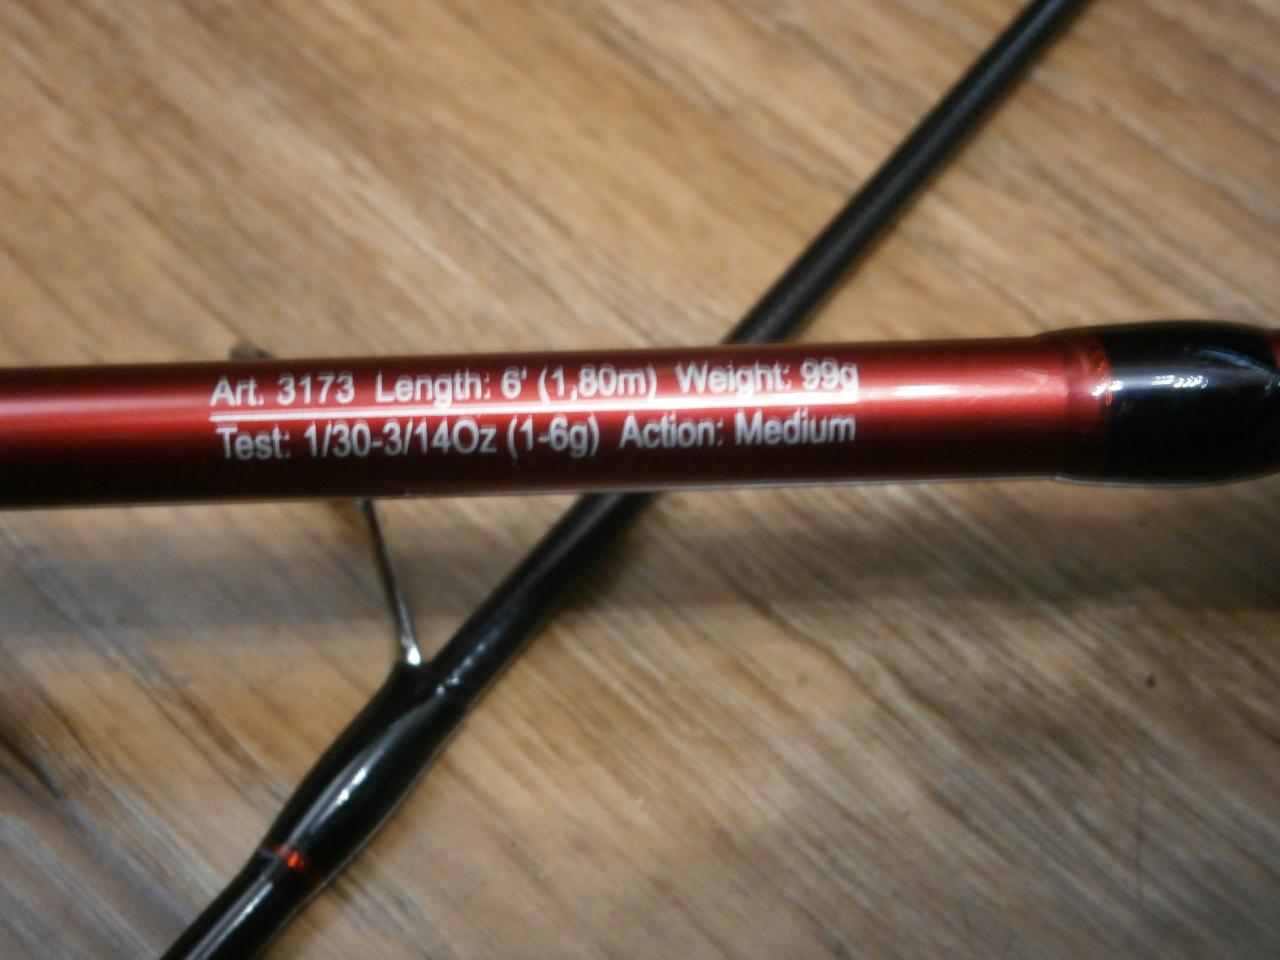 Art. 3173 Length: 6' (1,80m) Weight: 99g
Test: 1/30-3/14Oz (1-6g) Action: Medium